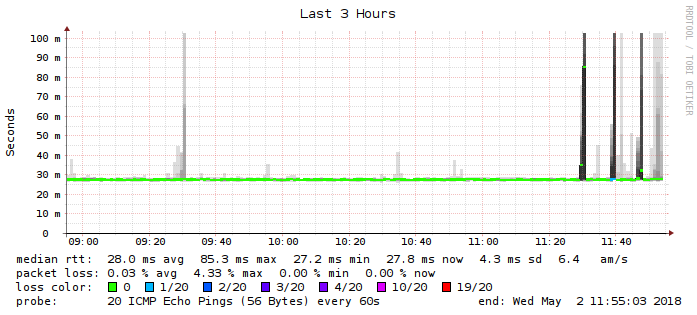 Last 3 Hours
RRDTOOL / TOBI OETIKER
Seconds
100 m
90 m
80 m
70 m
60 m
50 m
40 m
30 m
20 m
10 m
0
09:00 09:20 09:40 10:00 10:20 10:40 11:00 11:20 11:40
median rtt: 28.0 ms avg 85.3 ms max 27.2 ms min 27.8 ms now 4.3 ms sd 6.4 am/s
packet loss: 0.03 % avg 4.33 % max 0.00 % min 0.00 % now
loss color: 0 1/20 2/20 3/20 4/20 10/20 19/20
probe: 20 ICMP Echo Pings (56 Bytes) every 60s end: Wed May 2 11:55:03 2018